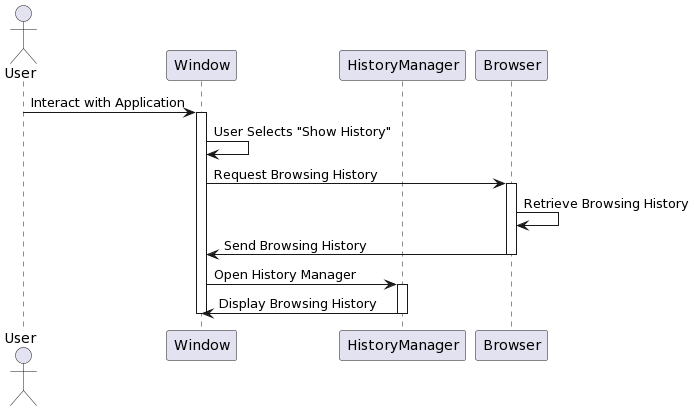 User
Window
HistoryManager
Browser
Interact with Application
User Selects "Show History"
Request Browsing History
Retrieve Browsing History
Send Browsing History
Open History Manager
Display Browsing History
User
Window
HistoryManager
Browser